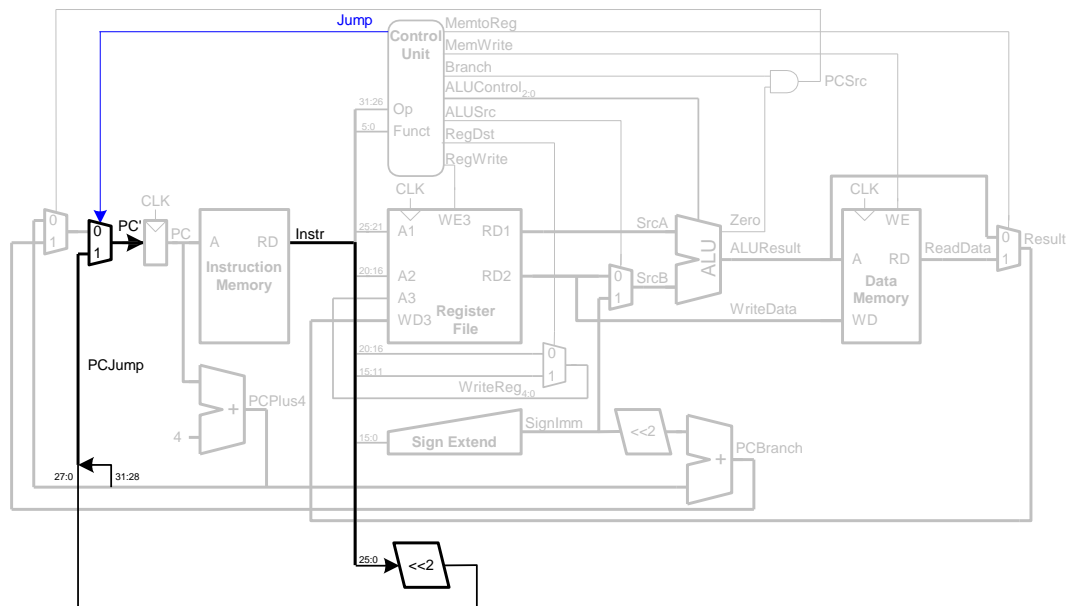 Jump
MemtoReg
Control
Unit
MemWrite
Branch
PCSrc
ALUControl2:0
31:26
Op
ALUSrc
5:0
Funct
RegDst
RegWrite
CLK
CLK
CLK
0
1
0
1
PC'
PC
A
RD
Instr
Instruction
Memory
25:21
A1
WE3
RD1
SrcA
Zero
ALU
ALUResult
WE
A
RD
ReadData
0
1
Result
20:16
A2
RD2
0
1
SrcB
Data
Memory
A3
WD3
Register
File
WriteData
WD
20:16
0
15:11
1
WriteReg4:0
PCJump
PCPlus4
+
4
SignImm
<<2
15:0
Sign Extend
+
PCBranch
27:0
31:28
25:0
<<2